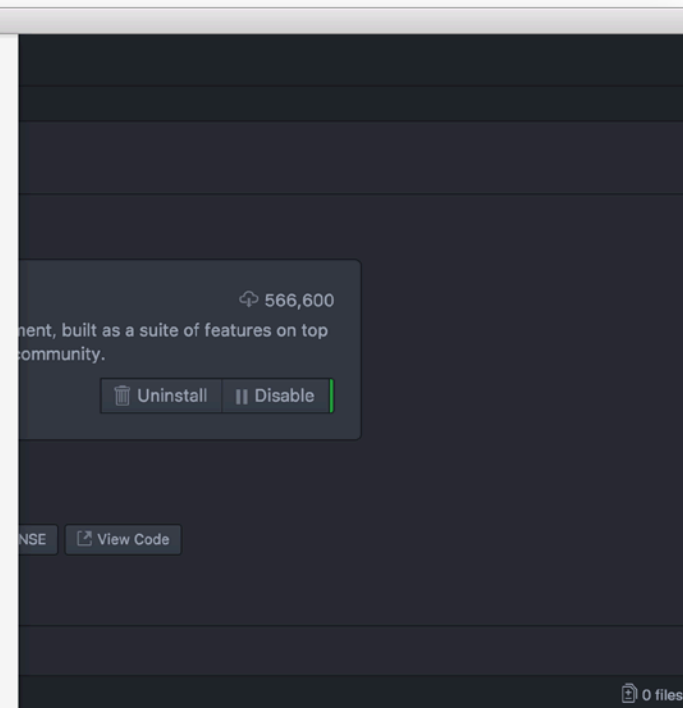 566,600
ment, built as a suite of features on top
community.
Uninstall Disable
NSE View Code
0 files